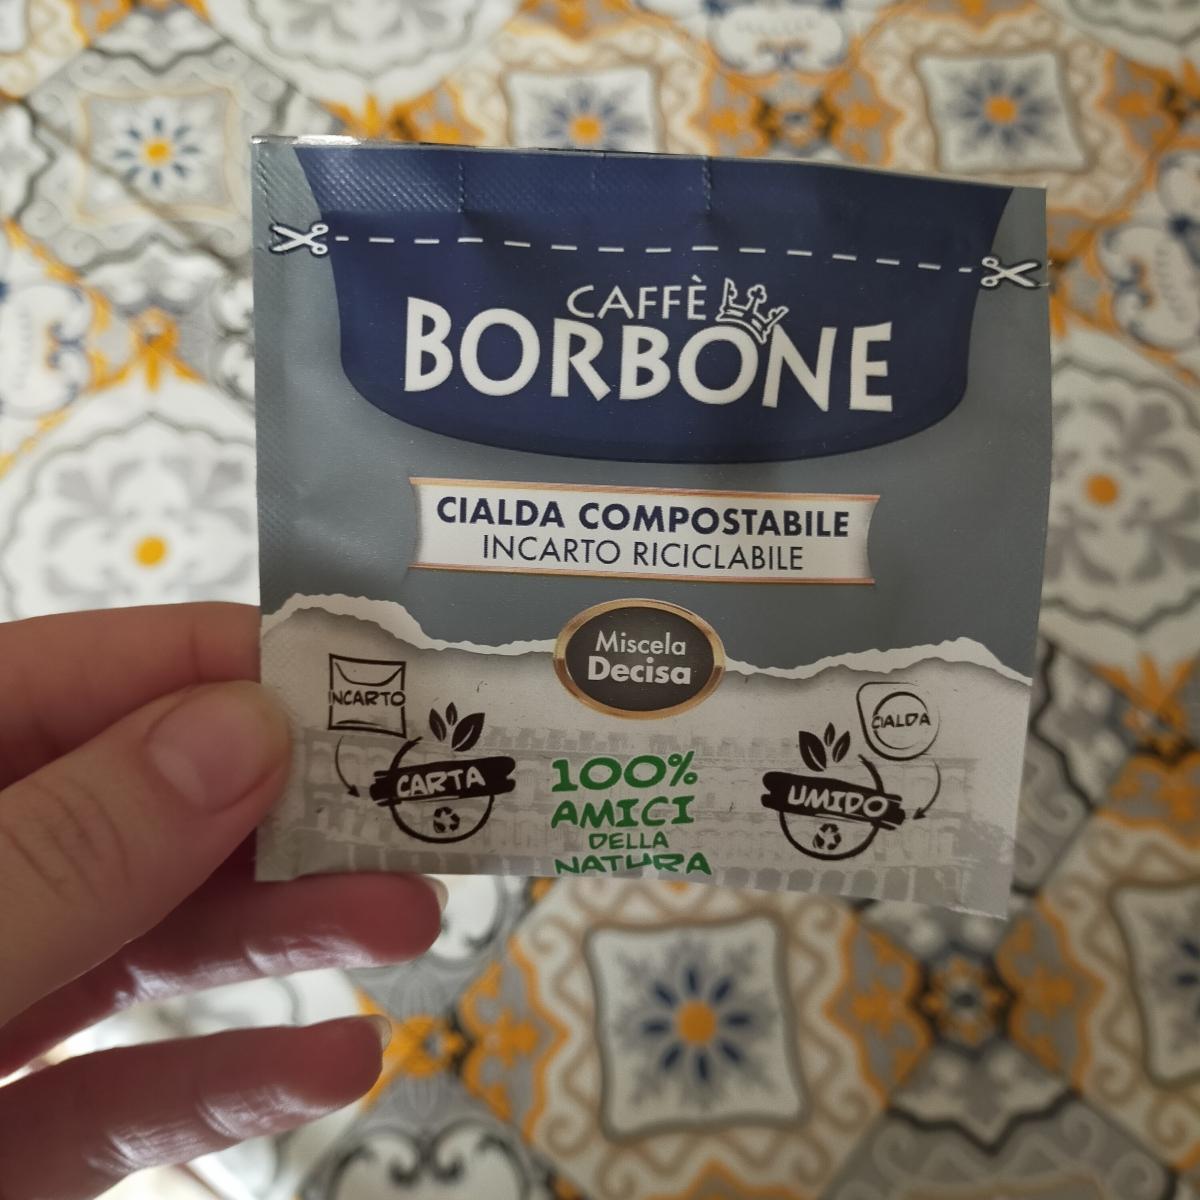 CAFFÈ
BORBONE
CIALDA COMPOSTABILE
INCARTO RICICLABILE
Miscela
Decisa
INCARTO
CARTA
100%
AMICI
DELLA
NATURA
CIALDA
UMIDO